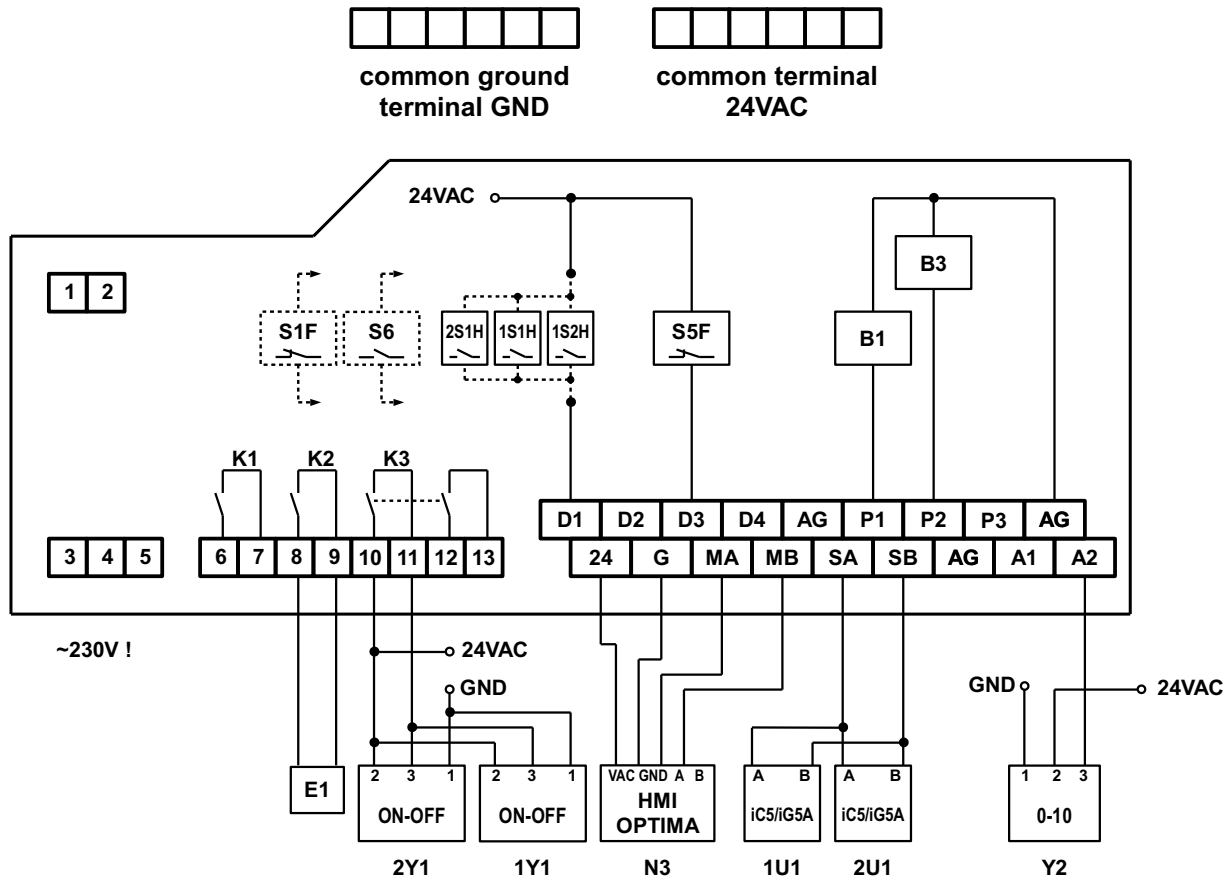 common ground
terminal GND
common terminal
24VAC
24VAC
1 2
S1F
S6
2S1H
1S1H
1S2H
S5F
B1
B3
K1
K2
K3
D1 D2 D3 D4 AG P1 P2 P3 AG
3 4 5
6 7 8 9 10 11 12 13
24 G MA MB SA SB AG A1 A2
~230V !
24VAC
GND
GND
24VAC
E1
2 3 1
ON-OFF
2Y1
2 3 1
ON-OFF
1Y1
VAC GND A B
HMI
OPTIMA
N3
A B
iC5/iG5A
1U1
A B
iC5/iG5A
2U1
1 2 3
0-10
Y2